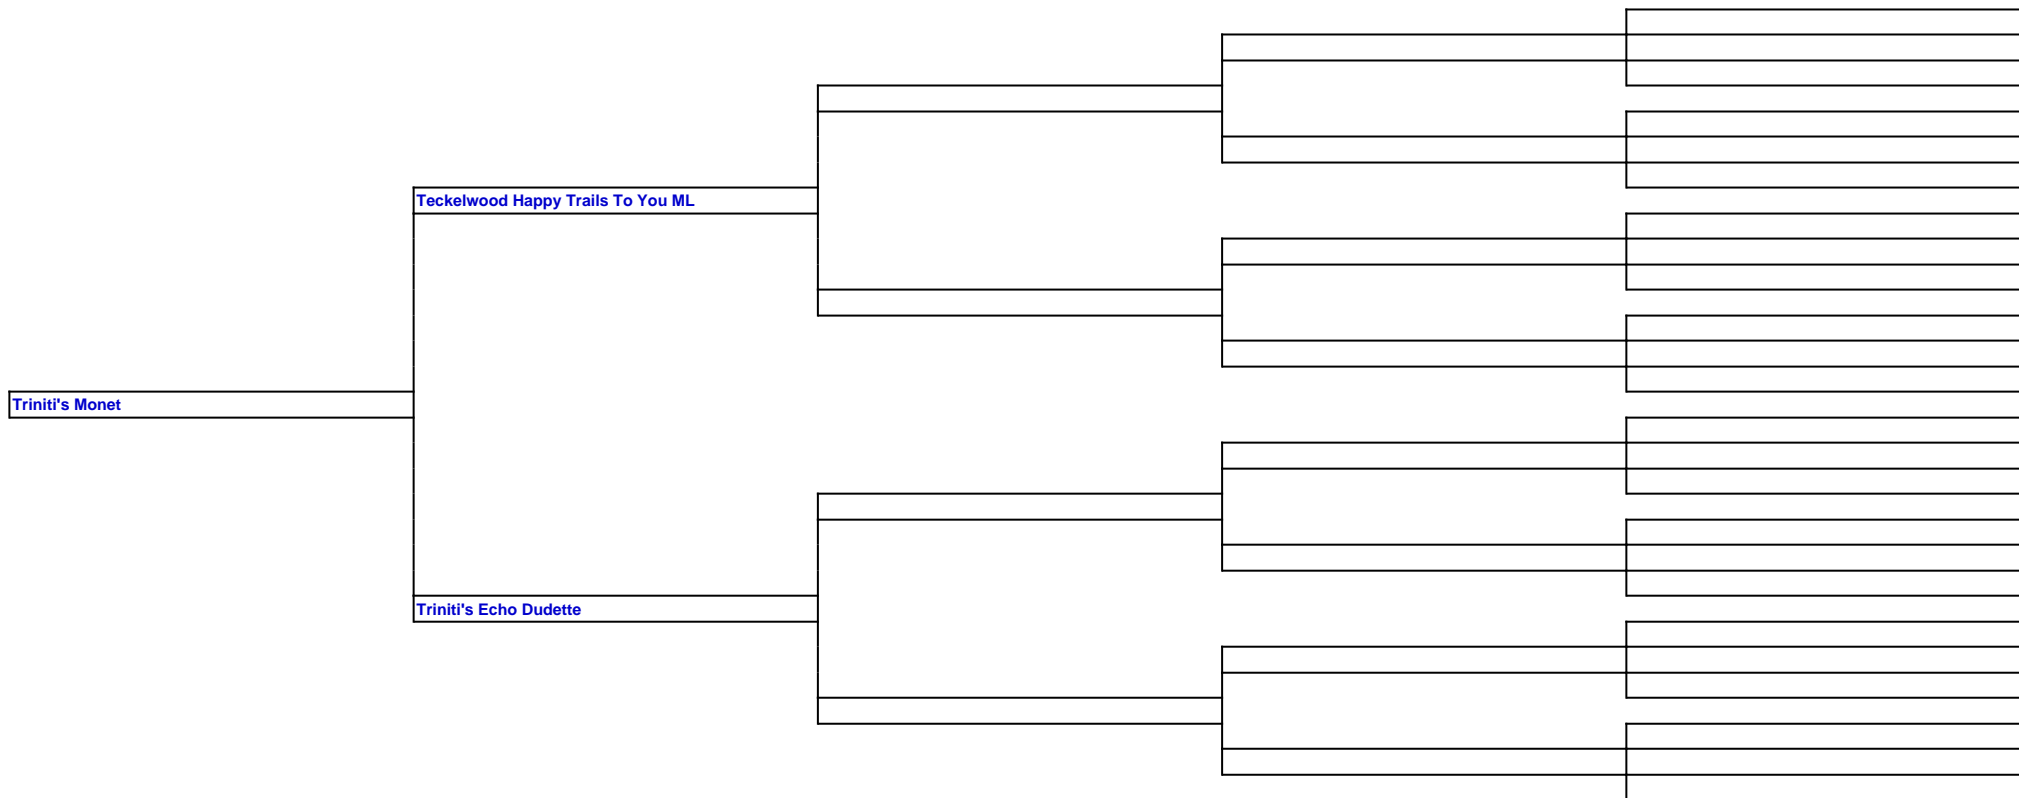 Teckelwood Happy Trails To You ML
Triniti's Monet
Triniti's Echo Dudette